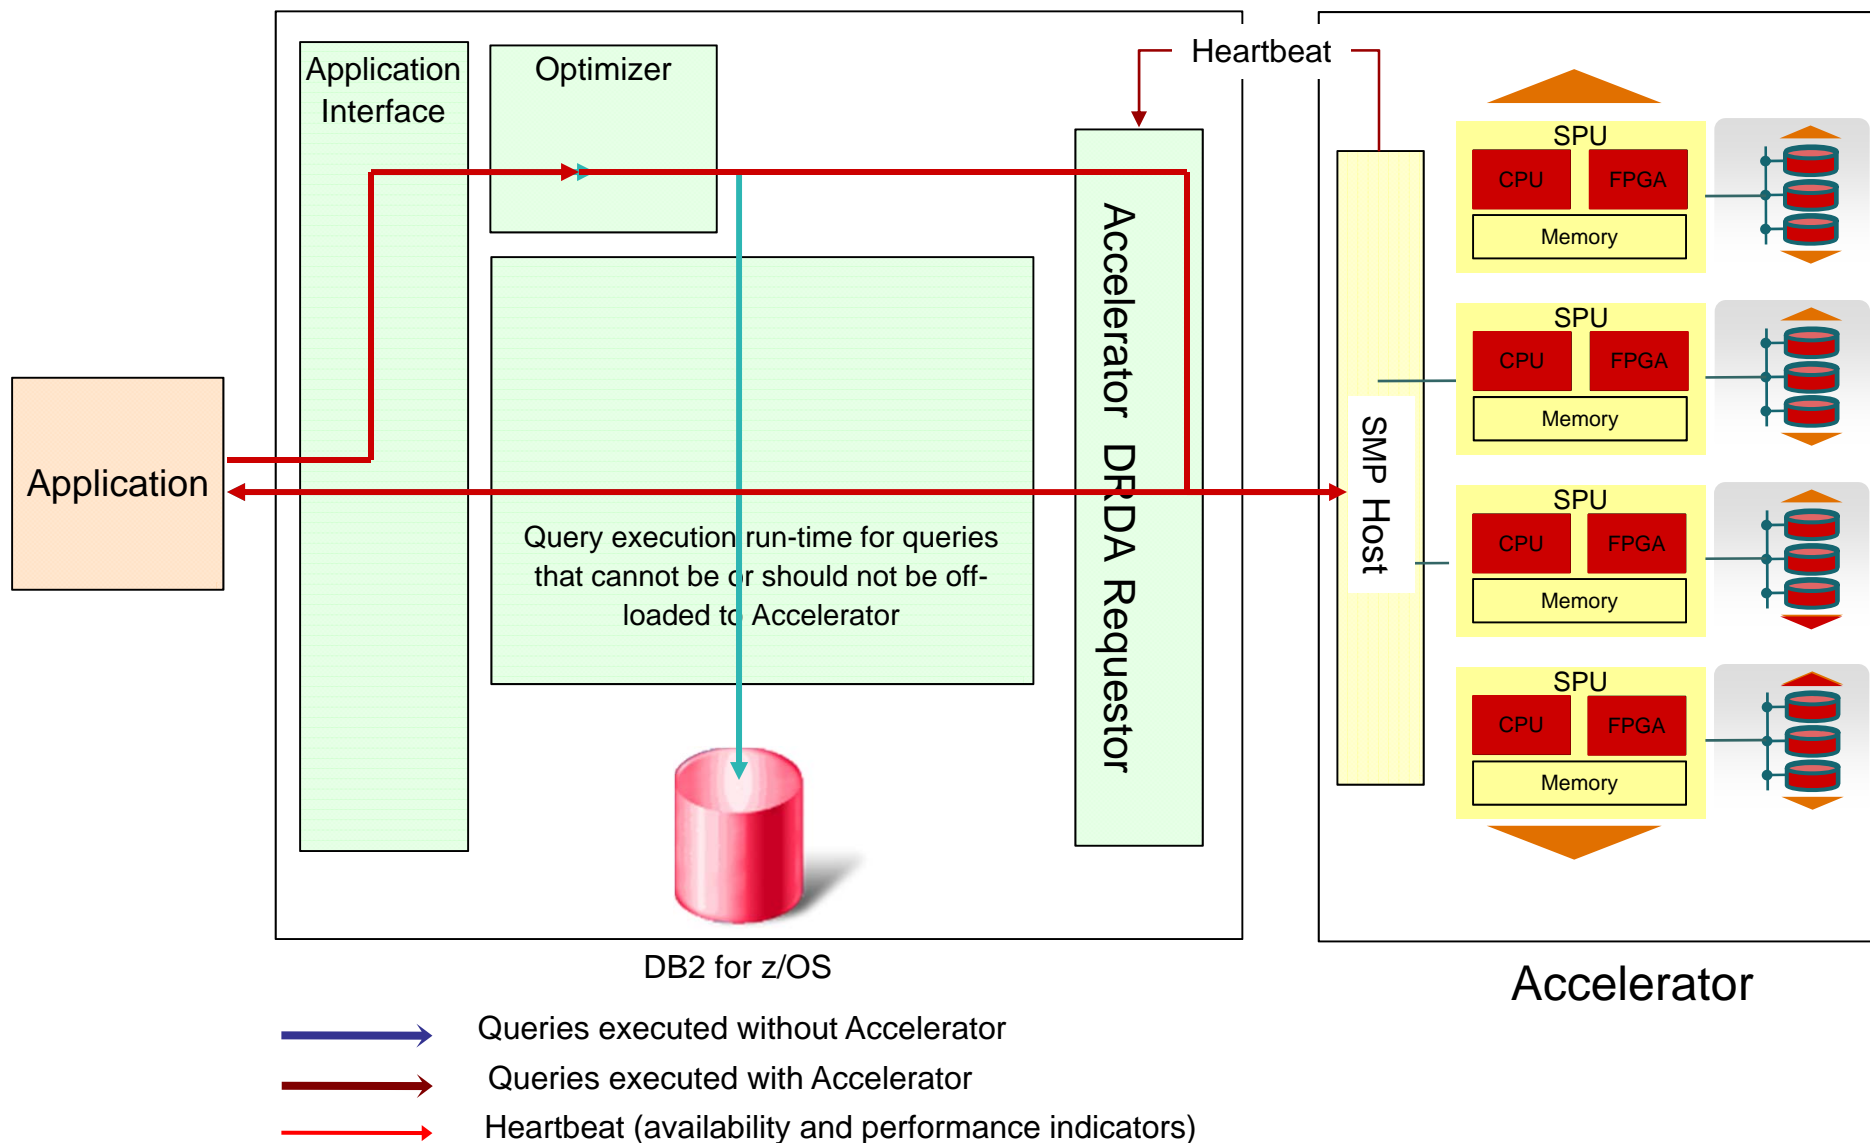 Heartbeat
Application
Interface
Optimizer
Accelerator DRDA Requestor
Application
Query execution run-time for queries
that cannot be or should not be off-
loaded to Accelerator
SMP Host
SPU
CPU
FPGA
Memory
SPU
CPU
FPGA
Memory
SPU
CPU
FPGA
Memory
SPU
CPU
FPGA
Memory
DB2 for z/OS
Accelerator
Queries executed without Accelerator
Queries executed with Accelerator
Heartbeat (availability and performance indicators)